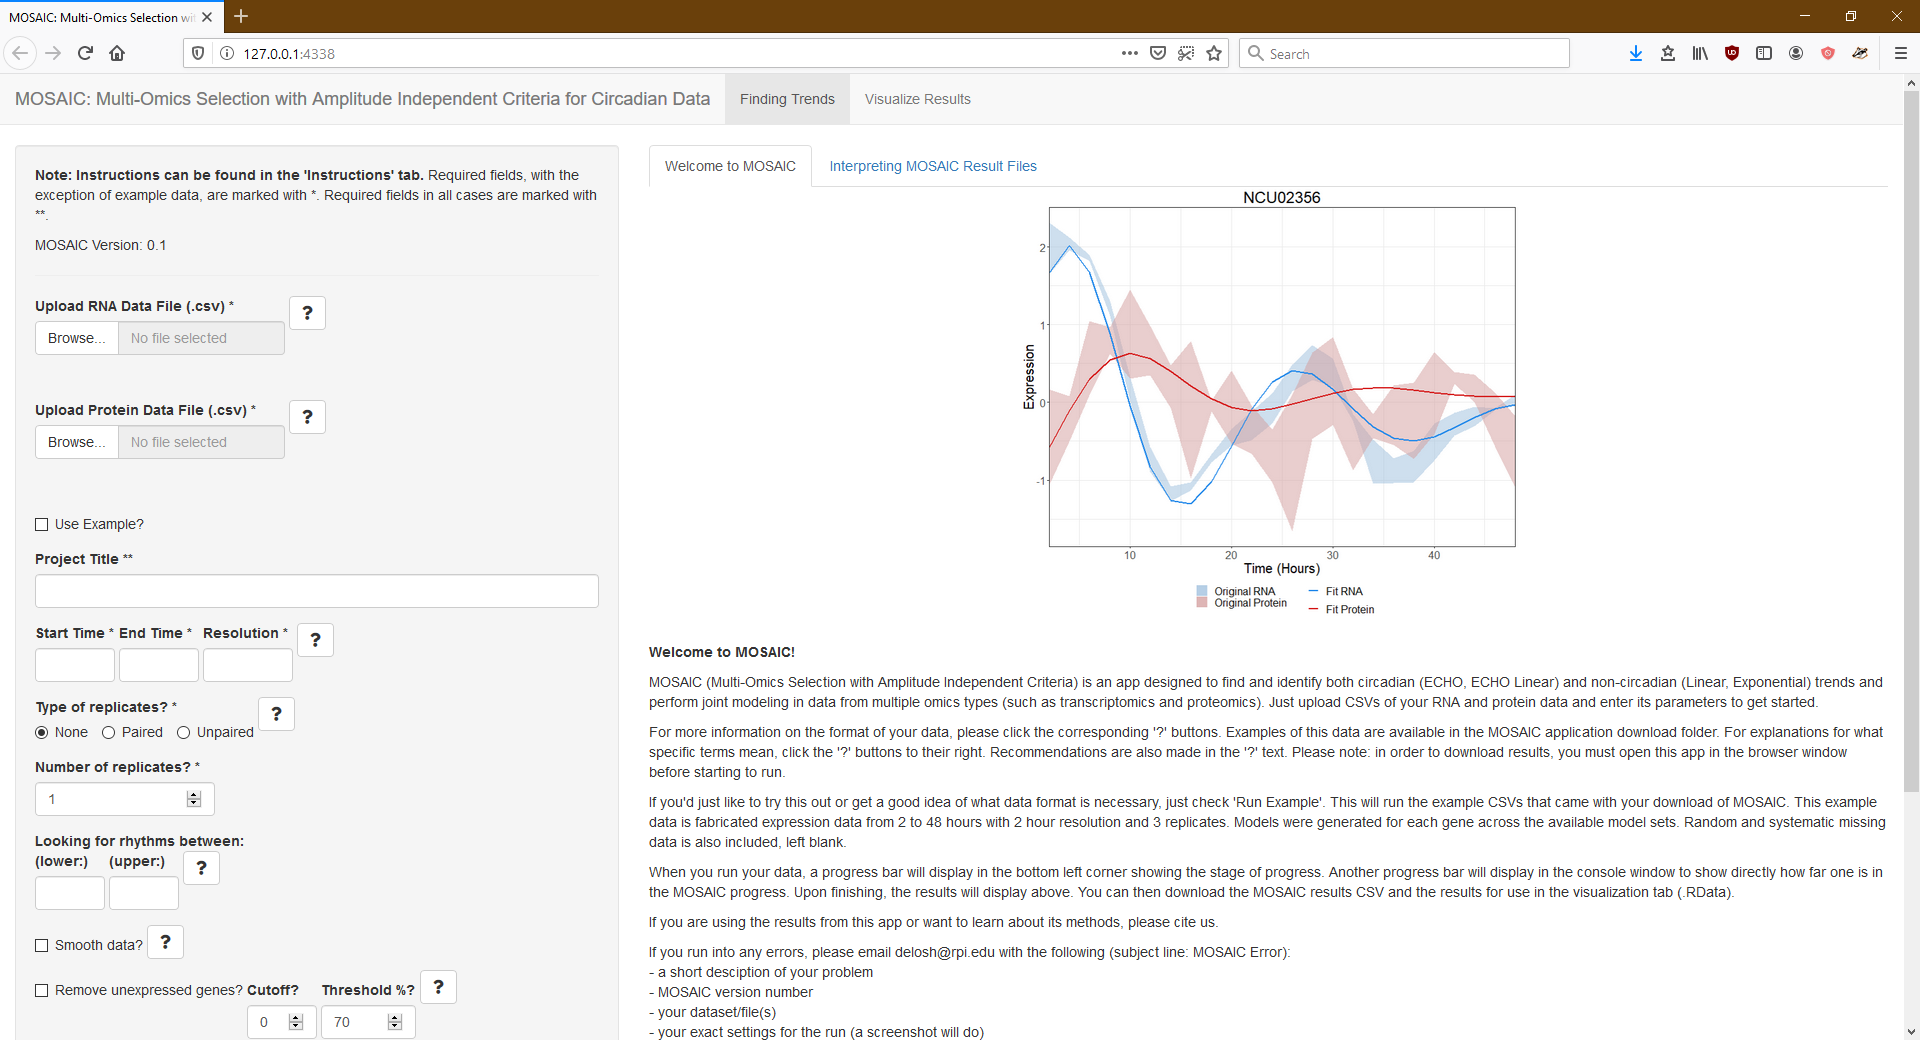 MOSAIC: Multi-Omics Selection wi
127.0.0.1:4338
Search
MOSAIC: Multi-Omics Selection with Amplitude Independent Criteria for Circadian Data
Finding Trends
Visualize Results
Note: Instructions can be found in the 'Instructions' tab. Required fields, with the
exception of example data, are marked with *. Required fields in all cases are marked with
**.
MOSAIC Version: 0.1
Upload RNA Data File (.csv) *
?
Browse...
No file selected
Upload Protein Data File (.csv) *
?
Browse...
No file selected
Use Example?
Project Title **
Start Time * End Time * Resolution *
?
Type of replicates? *
?
None Paired Unpaired
Number of replicates? *
1
Looking for rhythms between:
(lower:) (upper:)
?
Smooth data?
?
Remove unexpressed genes? Cutoff? Threshold %?
?
0 70
Welcome to MOSAIC
Interpreting MOSAIC Result Files
NCU02356
2
1
0
-1
Expression
10 20 30 40
Time (Hours)
Original RNA
Original Protein
Fit RNA
Fit Protein
Welcome to MOSAIC!
MOSAIC (Multi-Omics Selection with Amplitude Independent Criteria) is an app designed to find and identify both circadian (ECHO, ECHO Linear) and non-circadian (Linear, Exponential) trends and
perform joint modeling in data from multiple omics types (such as transcriptomics and proteomics). Just upload CSVs of your RNA and protein data and enter its parameters to get started.
For more information on the format of your data, please click the corresponding '?' buttons. Examples of this data are available in the MOSAIC application download folder. For explanations for what
specific terms mean, click the '?' buttons to their right. Recommendations are also made in the '?' text. Please note: in order to download results, you must open this app in the browser window
before starting to run.
If you'd just like to try this out or get a good idea of what data format is necessary, just check 'Run Example'. This will run the example CSVs that came with your download of MOSAIC. This example
data is fabricated expression data from 2 to 48 hours with 2 hour resolution and 3 replicates. Models were generated for each gene across the available model sets. Random and systematic missing
data is also included, left blank.
When you run your data, a progress bar will display in the bottom left corner showing the stage of progress. Another progress bar will display in the console window to show directly how far one is in
the MOSAIC progress. Upon finishing, the results will display above. You can then download the MOSAIC results CSV and the results for use in the visualization tab (.RData).
If you are using the results from this app or want to learn about its methods, please cite us.
If you run into any errors, please email delosh@rpi.edu with the following (subject line: MOSAIC Error):
- a short desciption of your problem
- MOSAIC version number
- your dataset/file(s)
- your exact settings for the run (a screenshot will do)